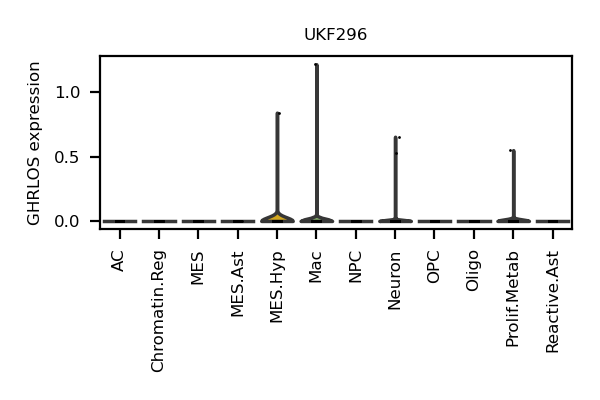 UKF296
GHRLOS expression
1.0
0.5
0.0
AC
Chromatin.Reg
MES
MES.Ast
MES.Hyp
Mac
NPC
Neuron
OPC
Oligo
Prolif.Metab
Reactive.Ast